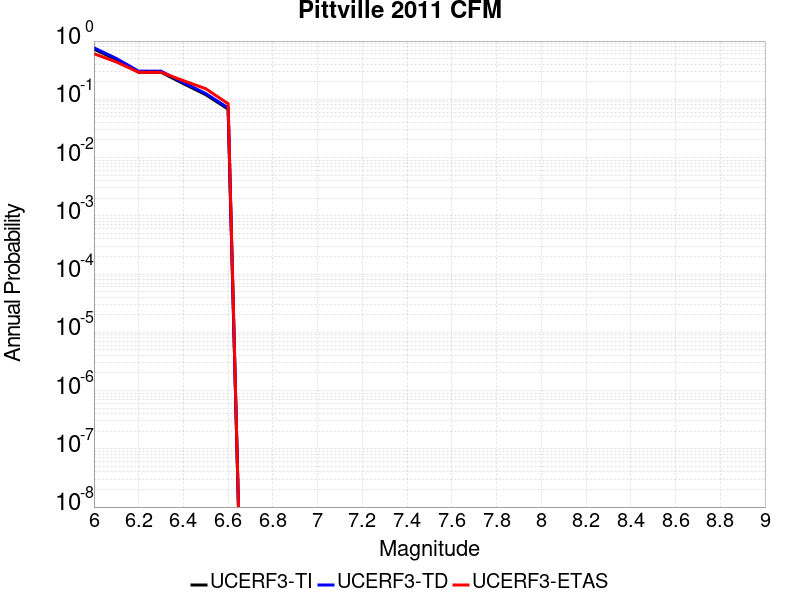 Pittville 2011 CFM
Annual Probability
10^0
10^-1
10^-2
10^-3
10^-4
10^-5
10^-6
10^-7
10^-8
6 6.2 6.4 6.6 6.8 7 7.2 7.4 7.6 7.8 8 8.2 8.4 8.6 8.8 9
Magnitude
UCERF3-TI UCERF3-TD UCERF3-ETAS